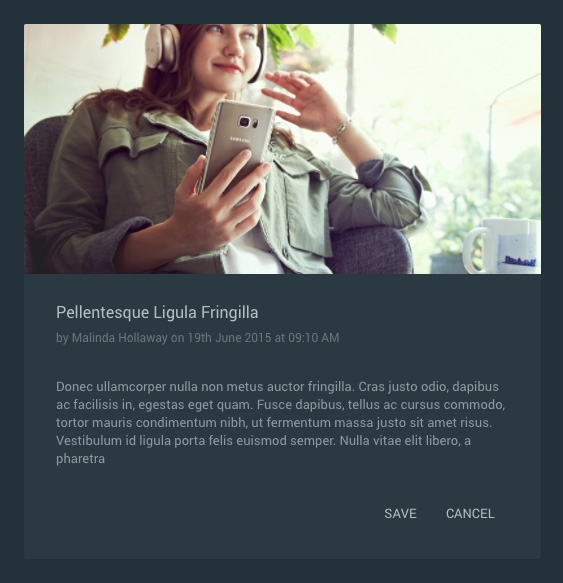 SAMSUNG
Pellentesque Ligula Fringilla
by Malinda Hollaway on 19th June 2015 at 09:10 AM
Donec ullamcorper nulla non metus auctor fringilla. Cras justo odio, dapibus
ac facilisis in, egestas eget quam. Fusce dapibus, tellus ac cursus commodo,
tortor mauris condimentum nibh, ut fermentum massa justo sit amet risus.
Vestibulum id ligula porta felis euismod semper. Nulla vitae elit libero, a
pharetra
SAVE CANCEL